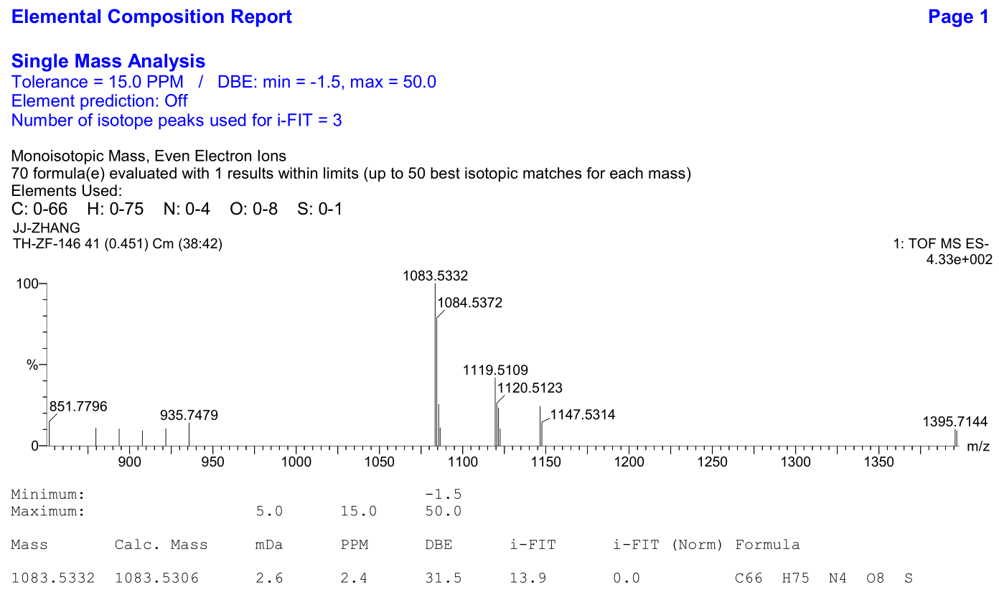 Elemental Composition Report Page 1
Single Mass Analysis
Tolerance = 15.0 PPM / DBE: min = -1.5, max = 50.0
Element prediction: Off
Number of isotope peaks used for i-FIT = 3
Monoisotopic Mass, Even Electron Ions
70 formula(e) evaluated with 1 results within limits (up to 50 best isotopic matches for each mass)
Elements Used:
C: 0-66 H: 0-75 N: 0-4 O: 0-8 S: 0-1
JJ-ZHANG
TH-ZF-146 41 (0.451) Cm (38:42) 1: TOF MS ES-
4.33e+002
1083.5332
100
1084.5372
%
1119.5109
1120.5123
851.7796
935.7479
1147.5314
1395.7144
0
m/z
900 950 1000 1050 1100 1150 1200 1250 1300 1350
Minimum: -1.5
Maximum: 5.0 15.0 50.0
Mass Calc. Mass mDa PPM DBE i-FIT i-FIT (Norm) Formula
1083.5332 1083.5306 2.6 2.4 31.5 13.9 0.0 C66 H75 N4 O8 S